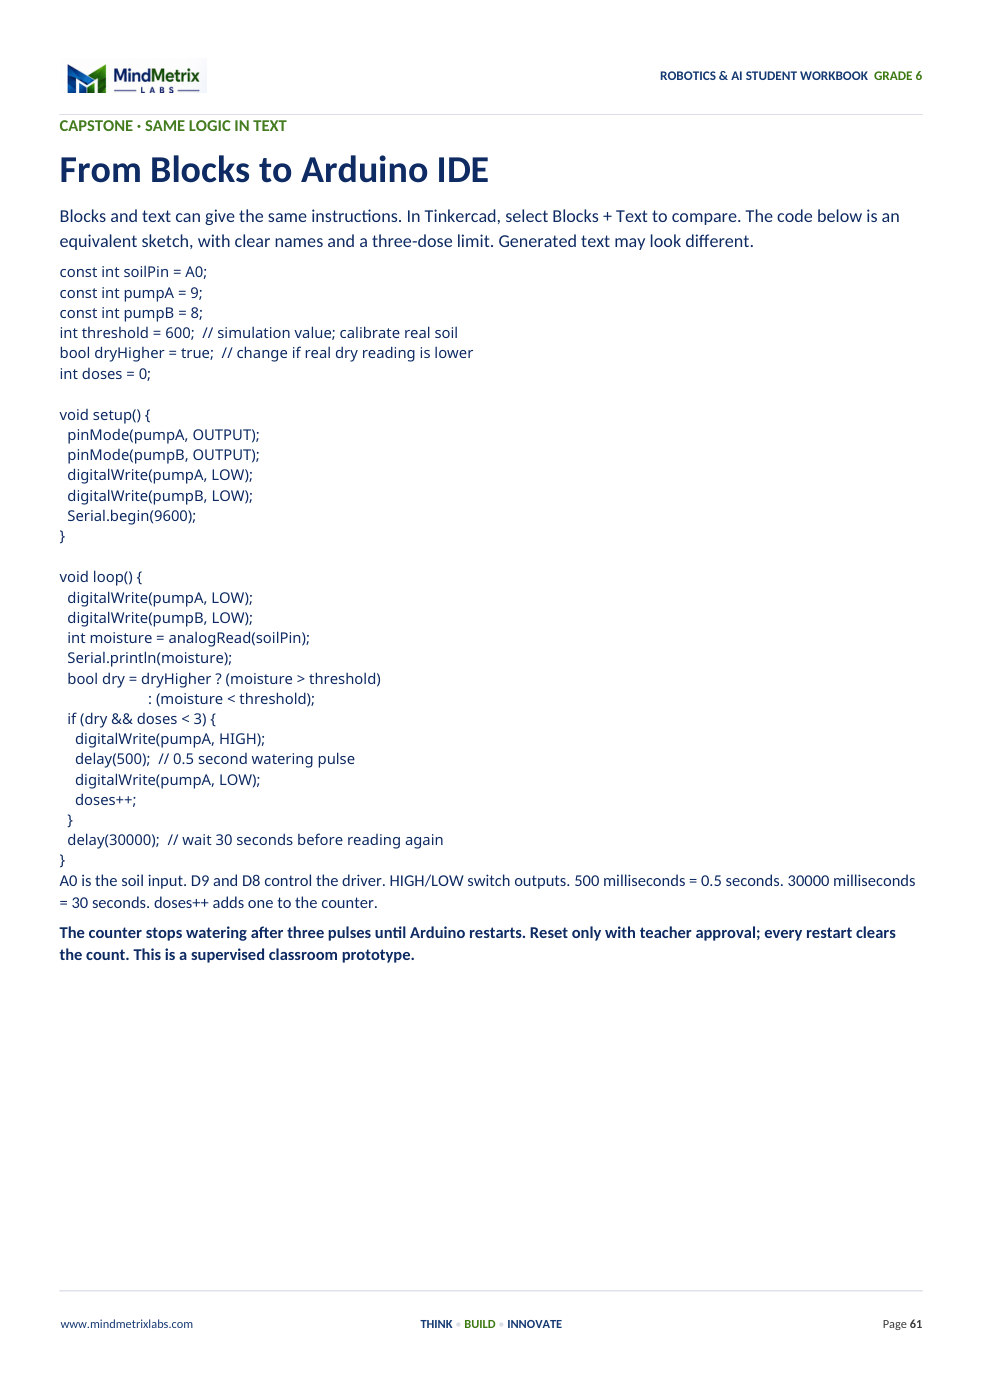 MindMetrix
LABS
ROBOTICS & AI STUDENT WORKBOOK GRADE 6
CAPSTONE · SAME LOGIC IN TEXT
From Blocks to Arduino IDE
Blocks and text can give the same instructions. In Tinkercad, select Blocks + Text to compare. The code below is an
equivalent sketch, with clear names and a three-dose limit. Generated text may look different.
const int soilPin = A0;
const int pumpA = 9;
const int pumpB = 8;
int threshold = 600;  // simulation value; calibrate real soil
bool dryHigher = true;  // change if real dry reading is lower
int doses = 0;

void setup() {
  pinMode(pumpA, OUTPUT);
  pinMode(pumpB, OUTPUT);
  digitalWrite(pumpA, LOW);
  digitalWrite(pumpB, LOW);
  Serial.begin(9600);
}

void loop() {
  digitalWrite(pumpA, LOW);
  digitalWrite(pumpB, LOW);
  int moisture = analogRead(soilPin);
  Serial.println(moisture);
  bool dry = dryHigher ? (moisture > threshold)
                      : (moisture < threshold);
  if (dry && doses < 3) {
    digitalWrite(pumpA, HIGH);
    delay(500);  // 0.5 second watering pulse
    digitalWrite(pumpA, LOW);
    doses++;
  }
  delay(30000);  // wait 30 seconds before reading again
}
A0 is the soil input. D9 and D8 control the driver. HIGH/LOW switch outputs. 500 milliseconds = 0.5 seconds. 30000 milliseconds
= 30 seconds. doses++ adds one to the counter.
The counter stops watering after three pulses until Arduino restarts. Reset only with teacher approval; every restart clears
the count. This is a supervised classroom prototype.
www.mindmetrixlabs.com
THINK • BUILD • INNOVATE
Page 61